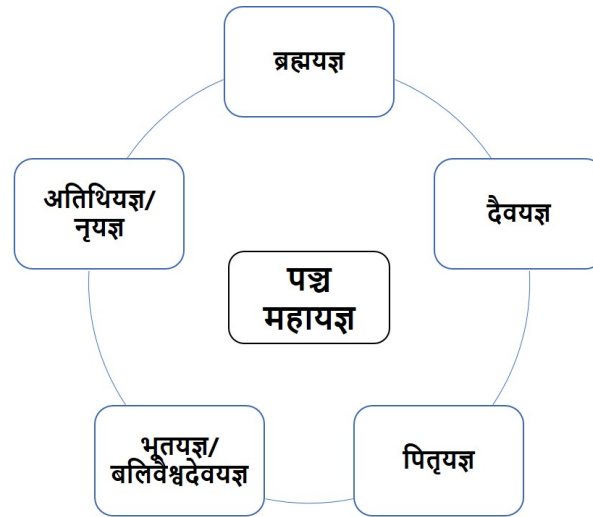 ब्रह्मयज्ञ
दैवयज्ञ
पितृयज्ञ
भूतयज्ञ/
बलिवैश्वदेवयज्ञ
अतिथियज्ञ/
नृयज्ञ
पञ्च
महायज्ञ